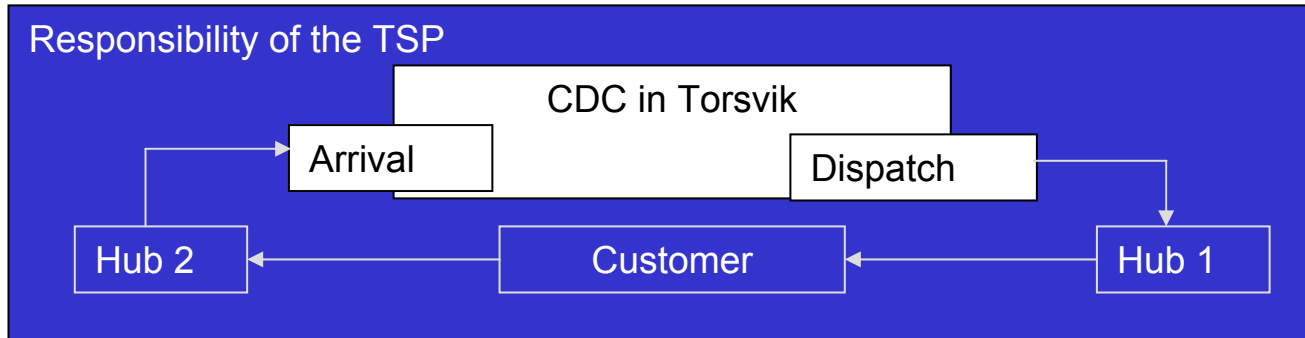 Responsibility of the TSP
CDC in Torsvik
Arrival
Dispatch
Hub 2
Customer
Hub 1